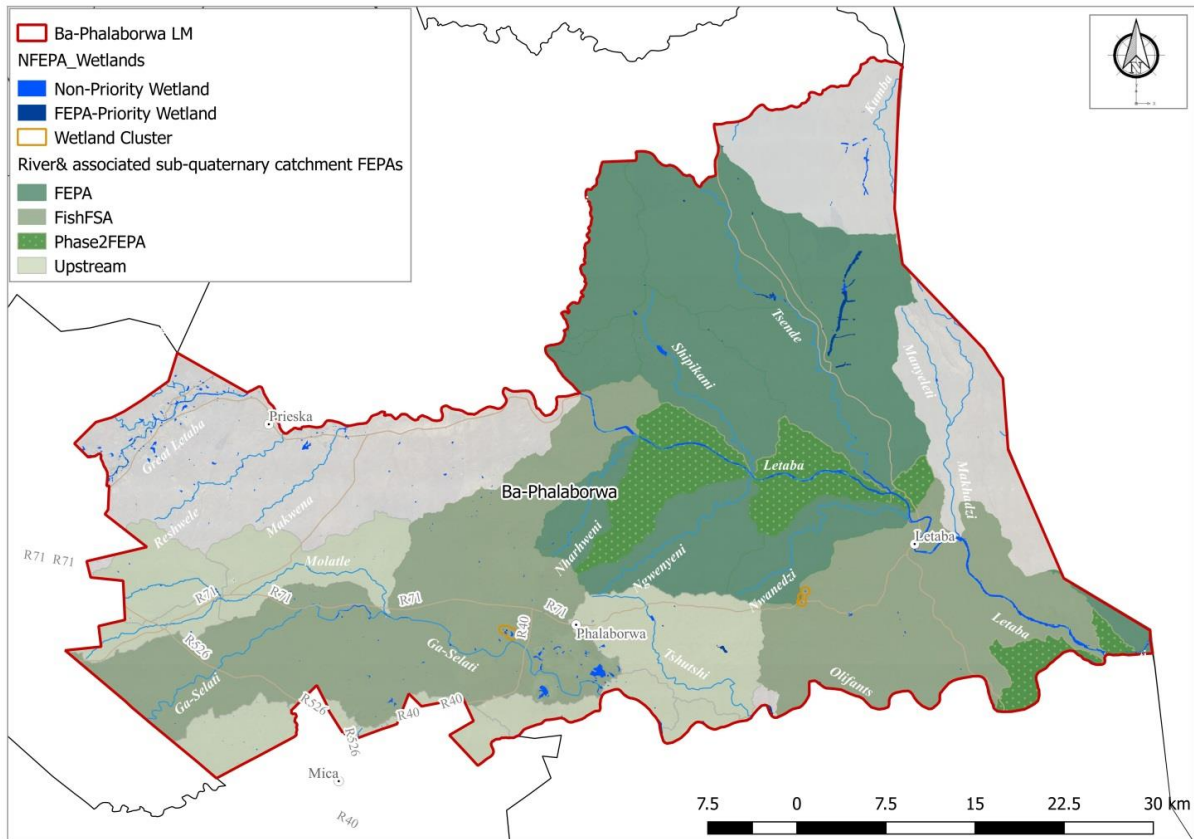 Ba-Phalaborwa LM
NFEPA_Wetlands
Non-Priority Wetland
FEPA-Priority Wetland
Wetland Cluster
River& associated sub-quaternary catchment FEPAs
FEPA
FishFSA
Phase2FEPA
Upstream
N
Kumba
Tsende
Shipikani
Manyeleti
Prieska
Great Letaba
Letaba
Makhadzi
Ba-Phalaborwa
Reshwele
Makwena
Nharhweni
Ngwenyeni
Letaba
R71 R71
Molatle
Nwanedzi
R71
R71
R71
R71
R40
Phalaborwa
R526
Ga-Selati
Tshutshi
Letaba
Ga-Selati
Olifants
R526
R40
R40
R526
Mica
R40
7.5 0 7.5 15 22.5 30 km